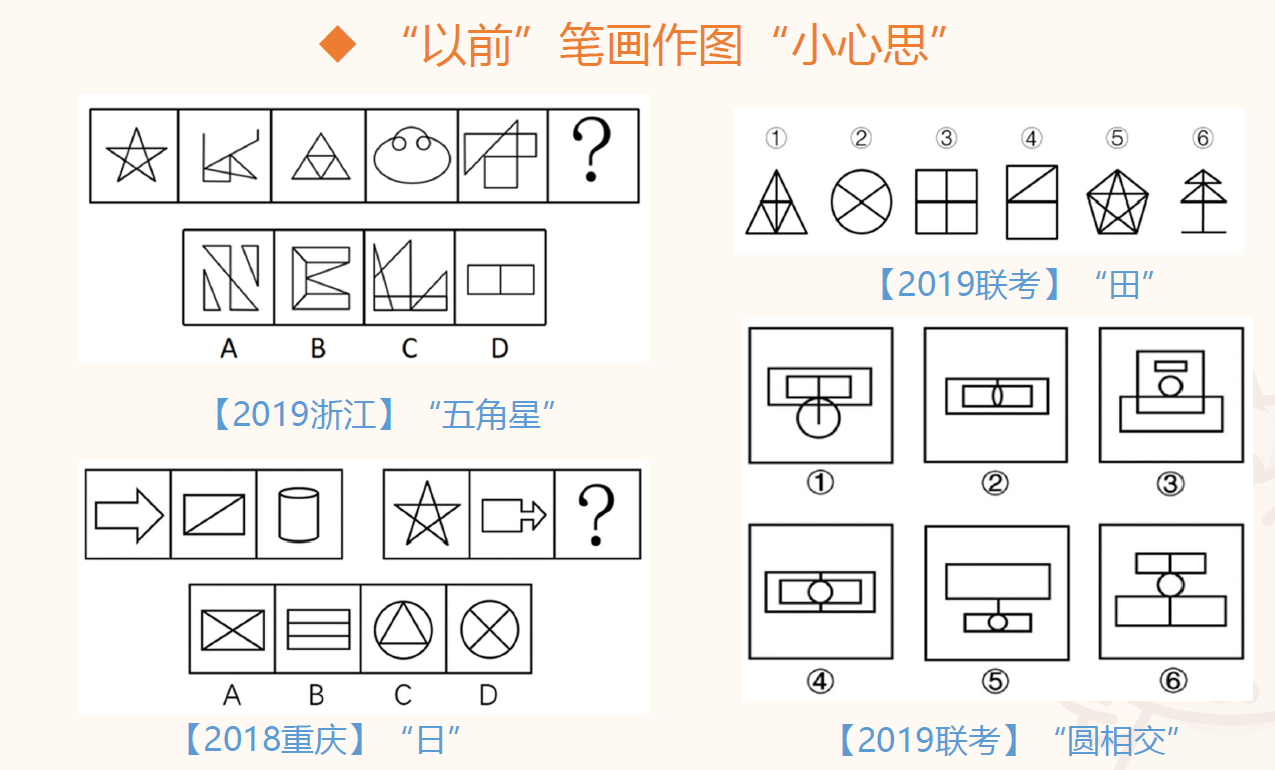 “以前”笔画作图“小心思”
?
A B C D
【2019浙江】“五角星”
① ② ③ ④ ⑤ ⑥
【2019联考】“田”
?
A B C D
【2018重庆】“日”
① ② ③
④ ⑤ ⑥
【2019联考】“圆相交”